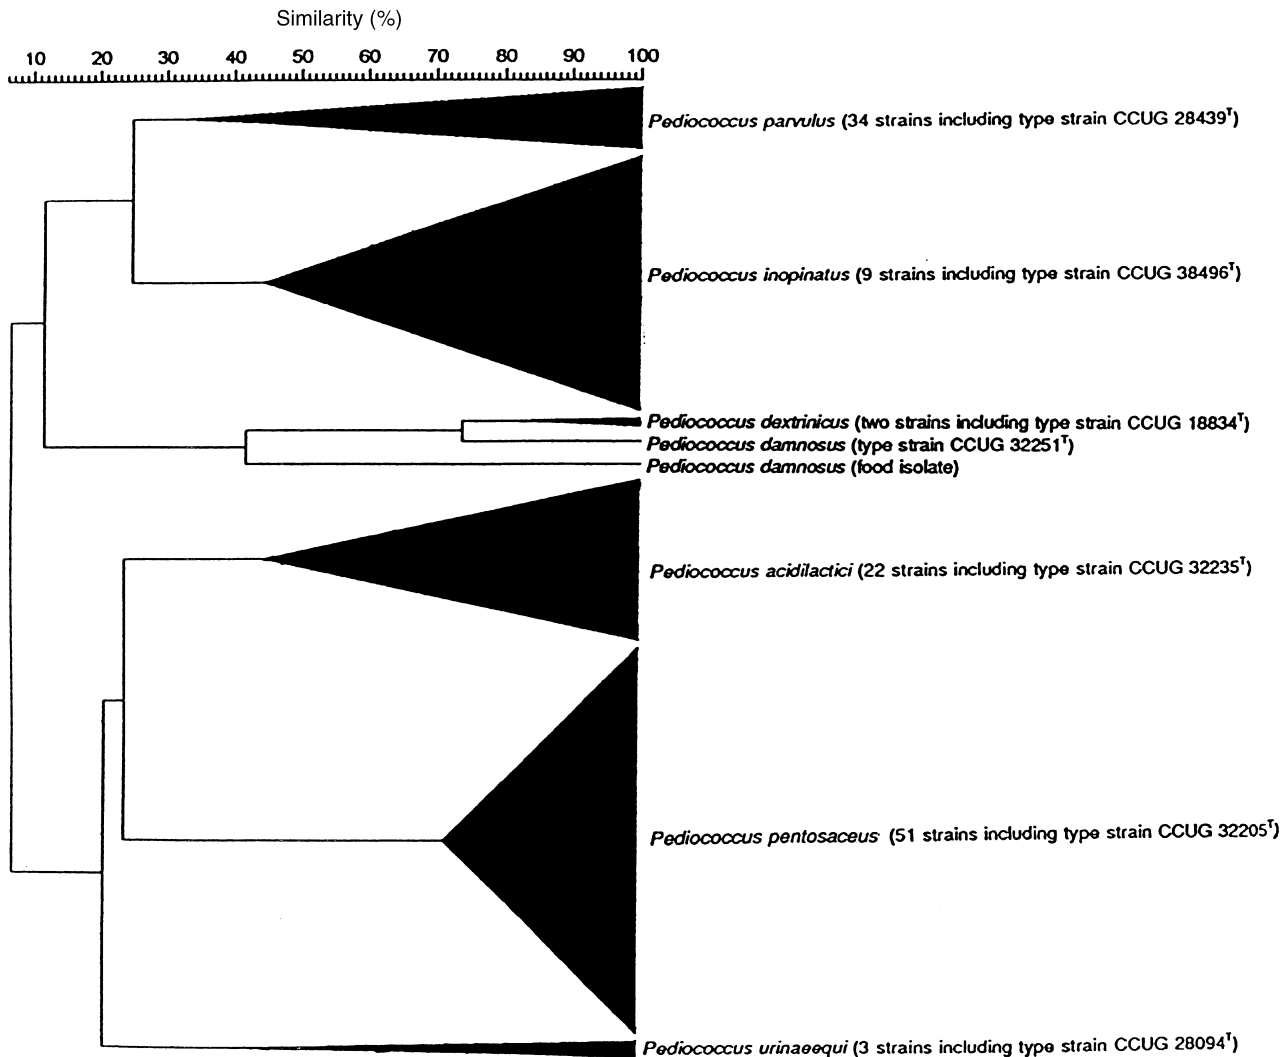 Similarity (%)
10 20 30 40 50 60 70 80 90 100
Pediococcus parvulus (34 strains including type strain CCUG 28439ᵀ)
Pediococcus inopinatus (9 strains including type strain CCUG 38496ᵀ)
Pediococcus dextrinicus (two strains including type strain CCUG 18834ᵀ)
Pediococcus damnosus (type strain CCUG 32251ᵀ)
Pediococcus damnosus (food isolate)
Pediococcus acidilactici (22 strains including type strain CCUG 32235ᵀ)
Pediococcus pentosaceus (51 strains including type strain CCUG 32205ᵀ)
Pediococcus urinaeequi (3 strains including type strain CCUG 28094ᵀ)